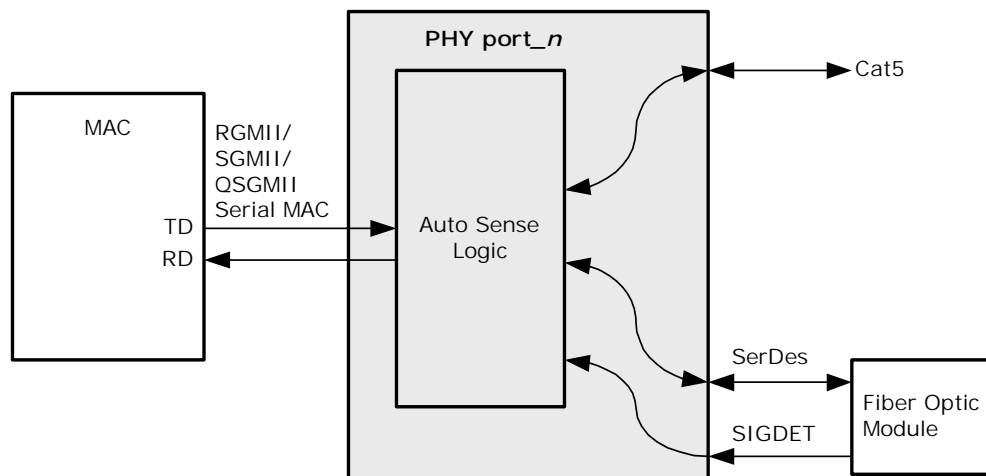 PHY port_n
Cat5
MAC
RGMII/
SGMII/
QSGMII
Serial MAC
TD
RD
Auto Sense
Logic
SerDes
SIGDET
Fiber Optic
Module